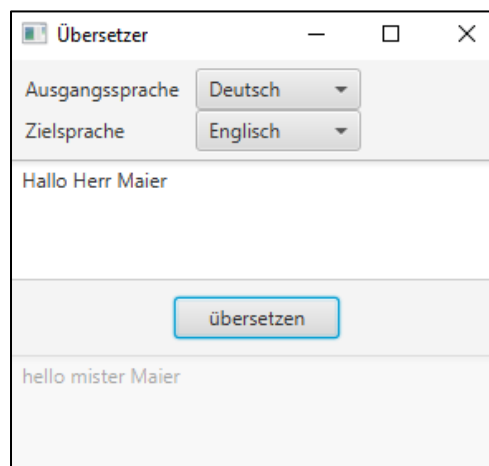 Übersetzer
Ausgangssprache Deutsch
Zielsprache Englisch
Hallo Herr Maier
übersetzen
hello mister Maier